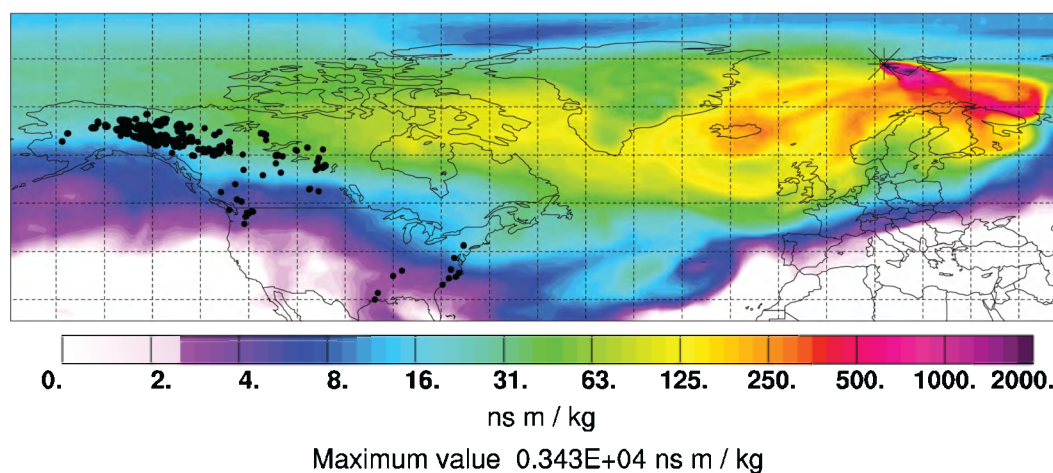 0. 2. 4. 8. 16. 31. 63. 125. 250. 500. 1000. 2000.
ns m / kg
Maximum value 0.343E+04 ns m / kg